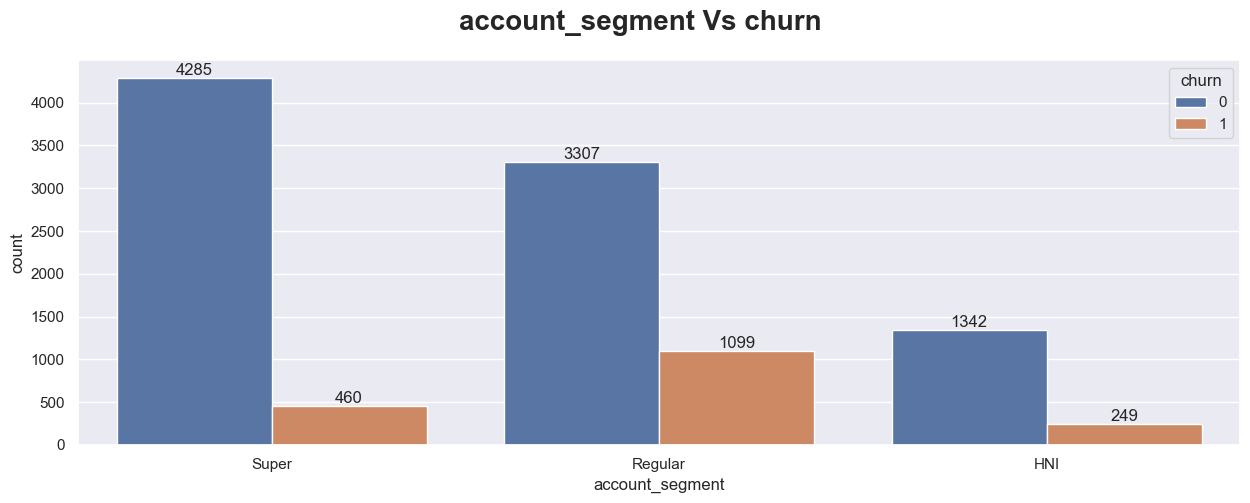 account_segment Vs churn
4285
460
3307
1099
1342
249
churn
0
1
4000
3500
3000
2500
2000
1500
1000
500
0
count
Super
Regular
HNI
account_segment